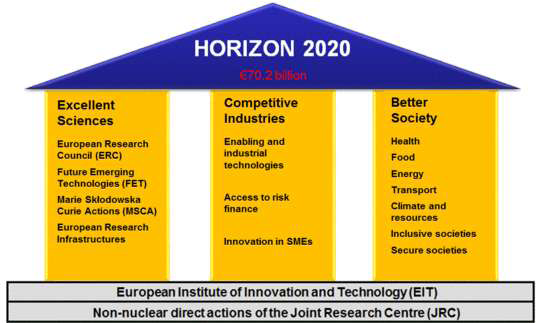 HORIZON 2020
€70.2 billion
Excellent
Sciences
European Research
Council (ERC)
Future Emerging
Technologies (FET)
Marie Skłodowska
Curie Actions (MSCA)
European Research
Infrastructures
Competitive
Industries
Enabling and
industrial
technologies
Access to risk
finance
Innovation in SMEs
Better
Society
Health
Food
Energy
Transport
Climate and
resources
Inclusive societies
Secure societies
European Institute of Innovation and Technology (EIT)
Non-nuclear direct actions of the Joint Research Centre (JRC)